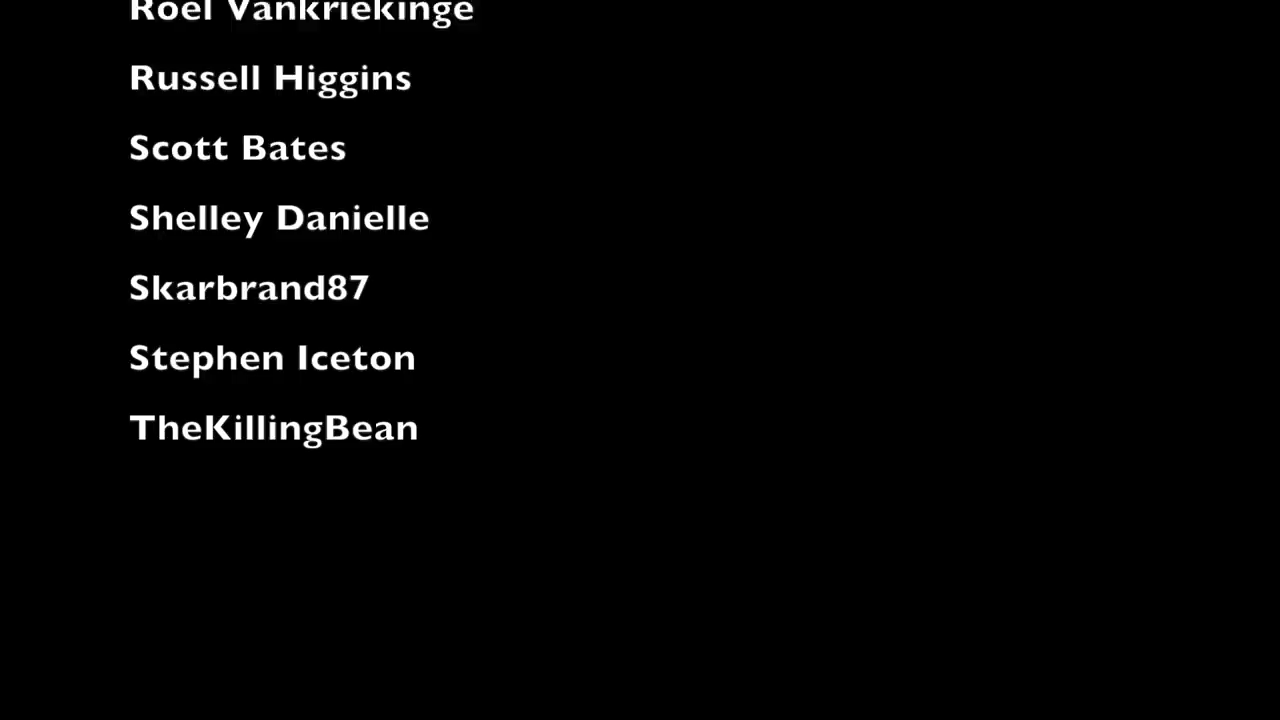 Roel Vankriekinge
Russell Higgins
Scott Bates
Shelley Danielle
Skarbrand87
Stephen Iceton
TheKillingBean